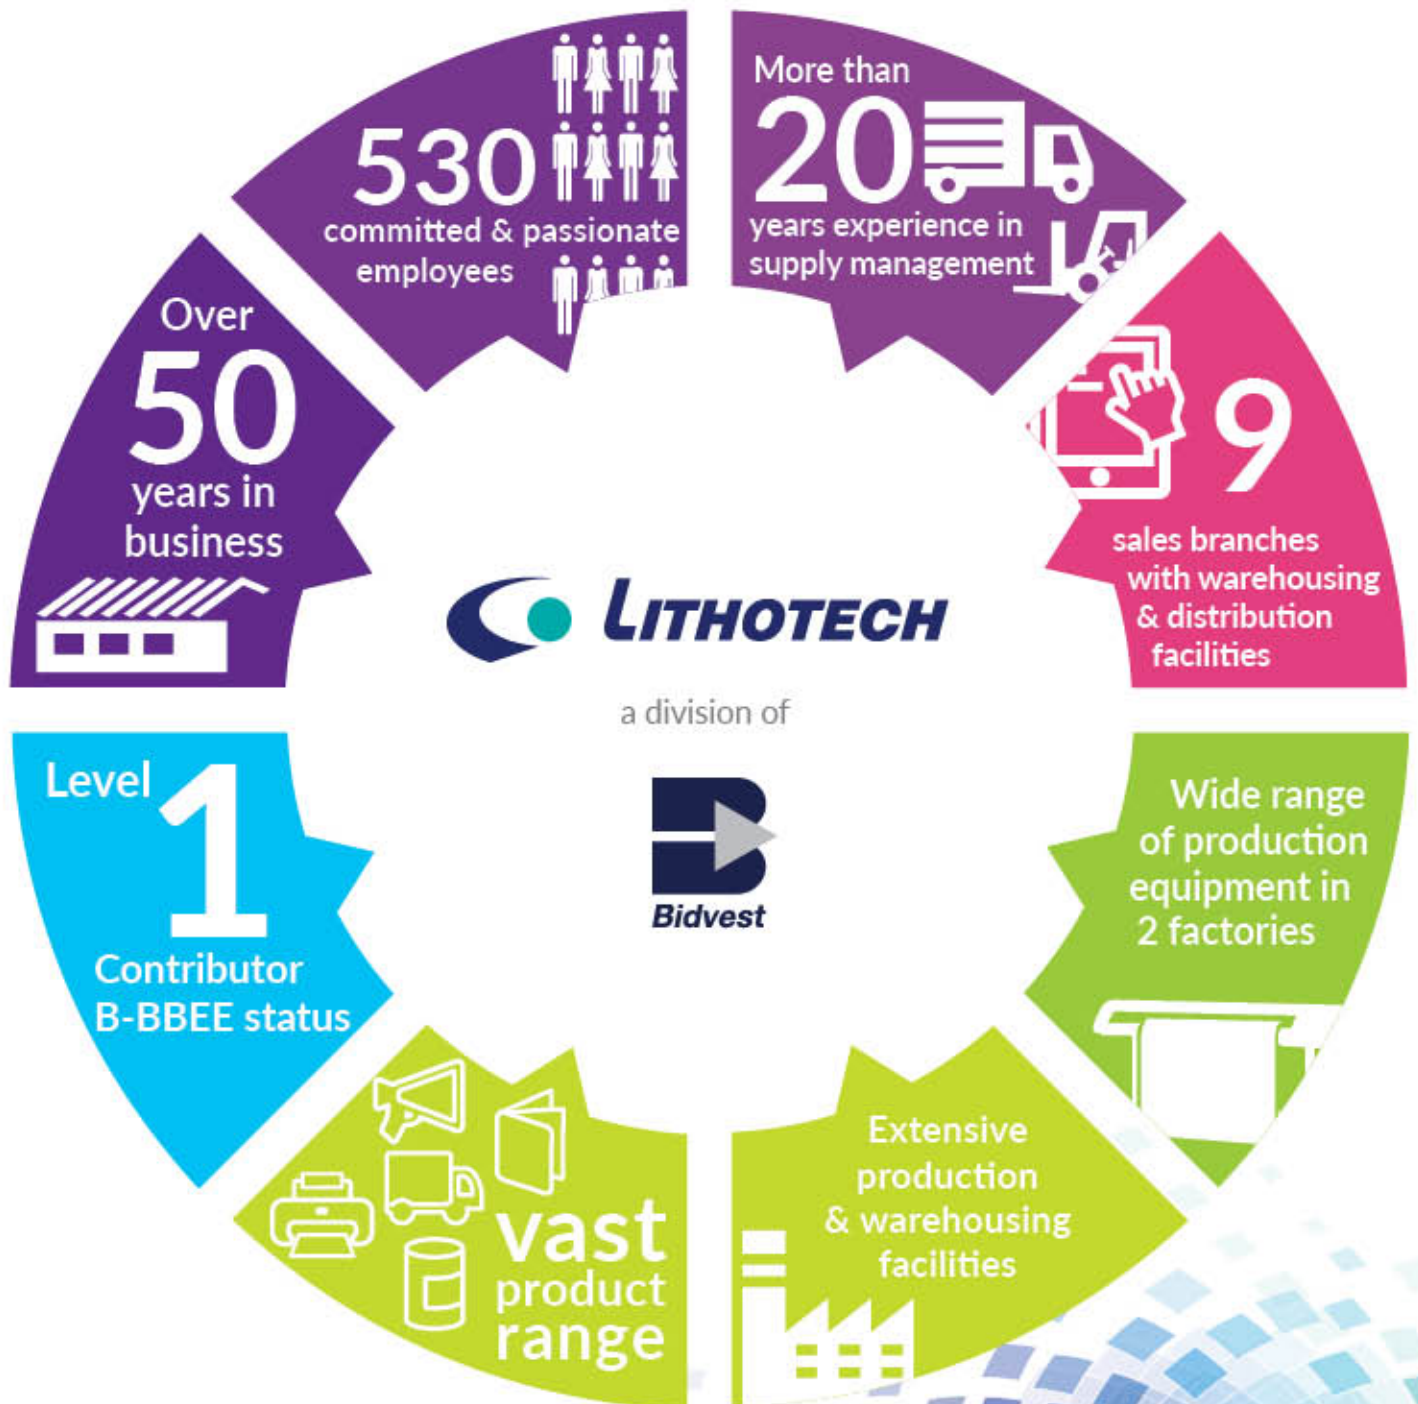 530
committed & passionate
employees
More than
20
years experience in
supply management
9
sales branches
with warehousing
& distribution
facilities
Wide range
of production
equipment in
2 factories
Extensive
production
& warehousing
facilities
vast
product
range
Level 1
Contributor
B-BBEE status
Over
50
years in
business
LITHOTECH
a division of
Bidvest